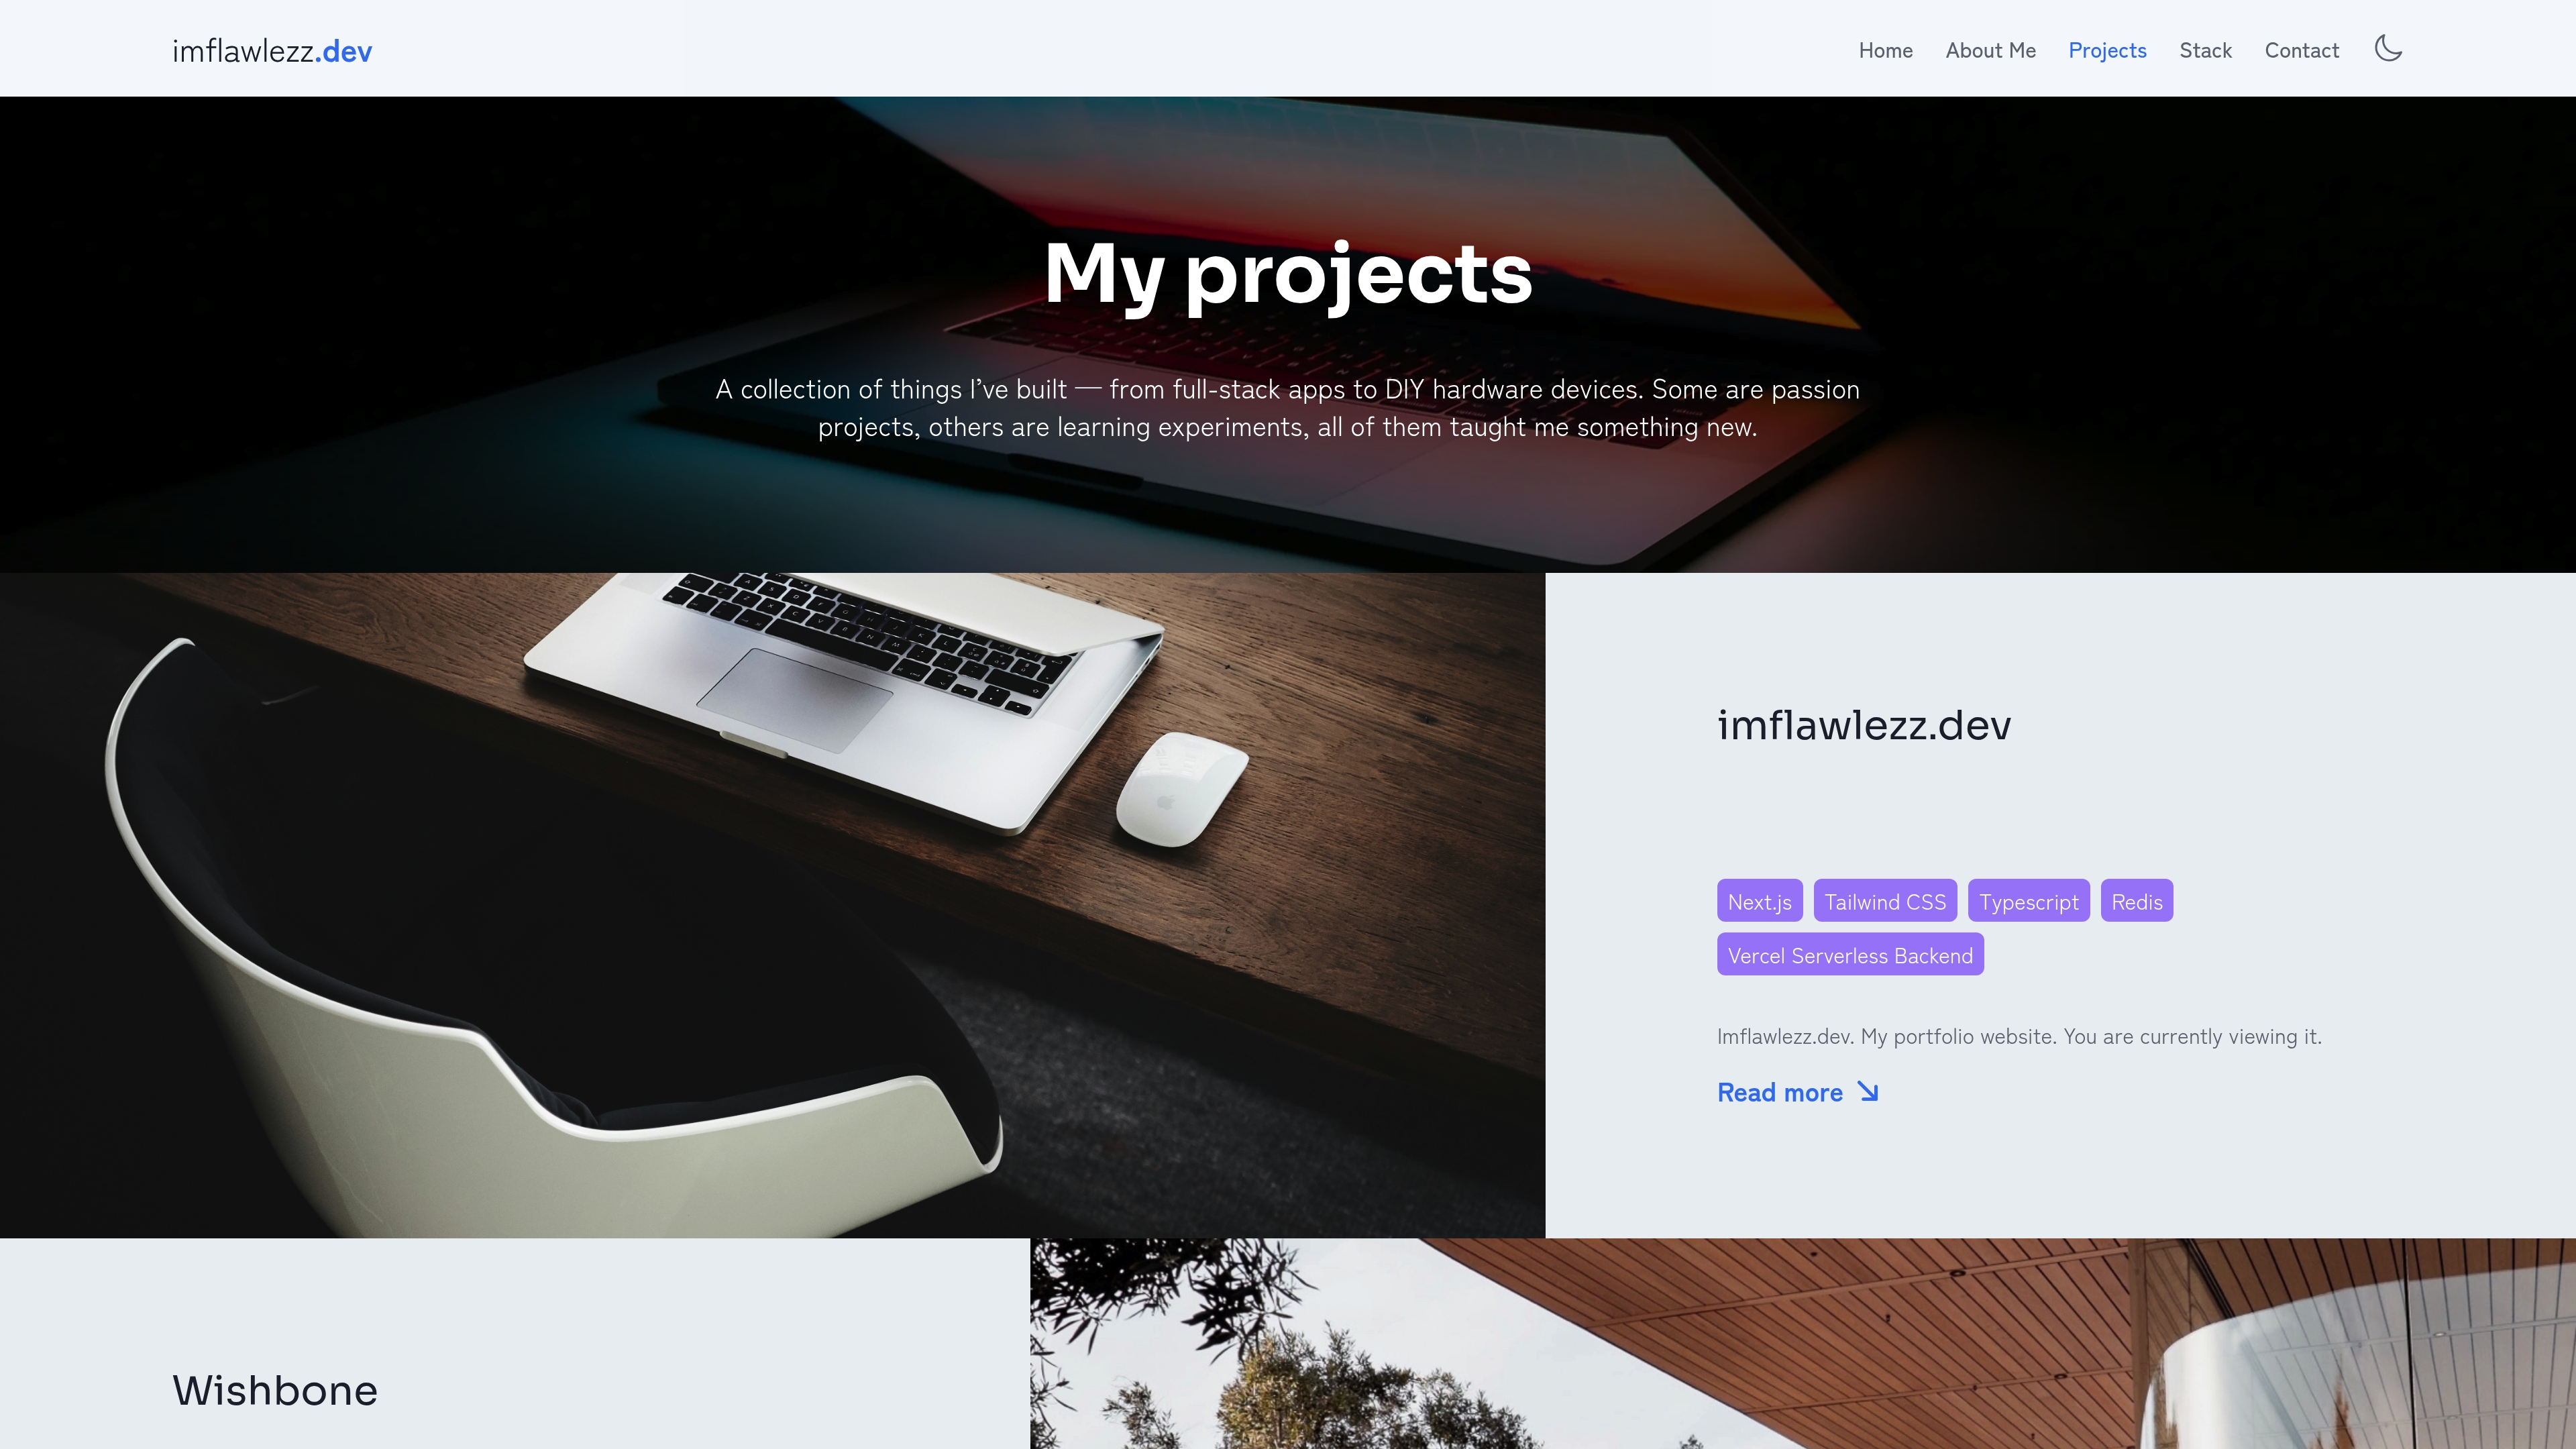 imflawlezz.dev
Home About Me Projects Stack Contact
My projects
A collection of things I’ve built — from full-stack apps to DIY hardware devices. Some are passion
projects, others are learning experiments, all of them taught me something new.
imflawlezz.dev
Next.js Tailwind CSS Typescript Redis
Vercel Serverless Backend
Imflawlezz.dev. My portfolio website. You are currently viewing it.
Read more
Wishbone